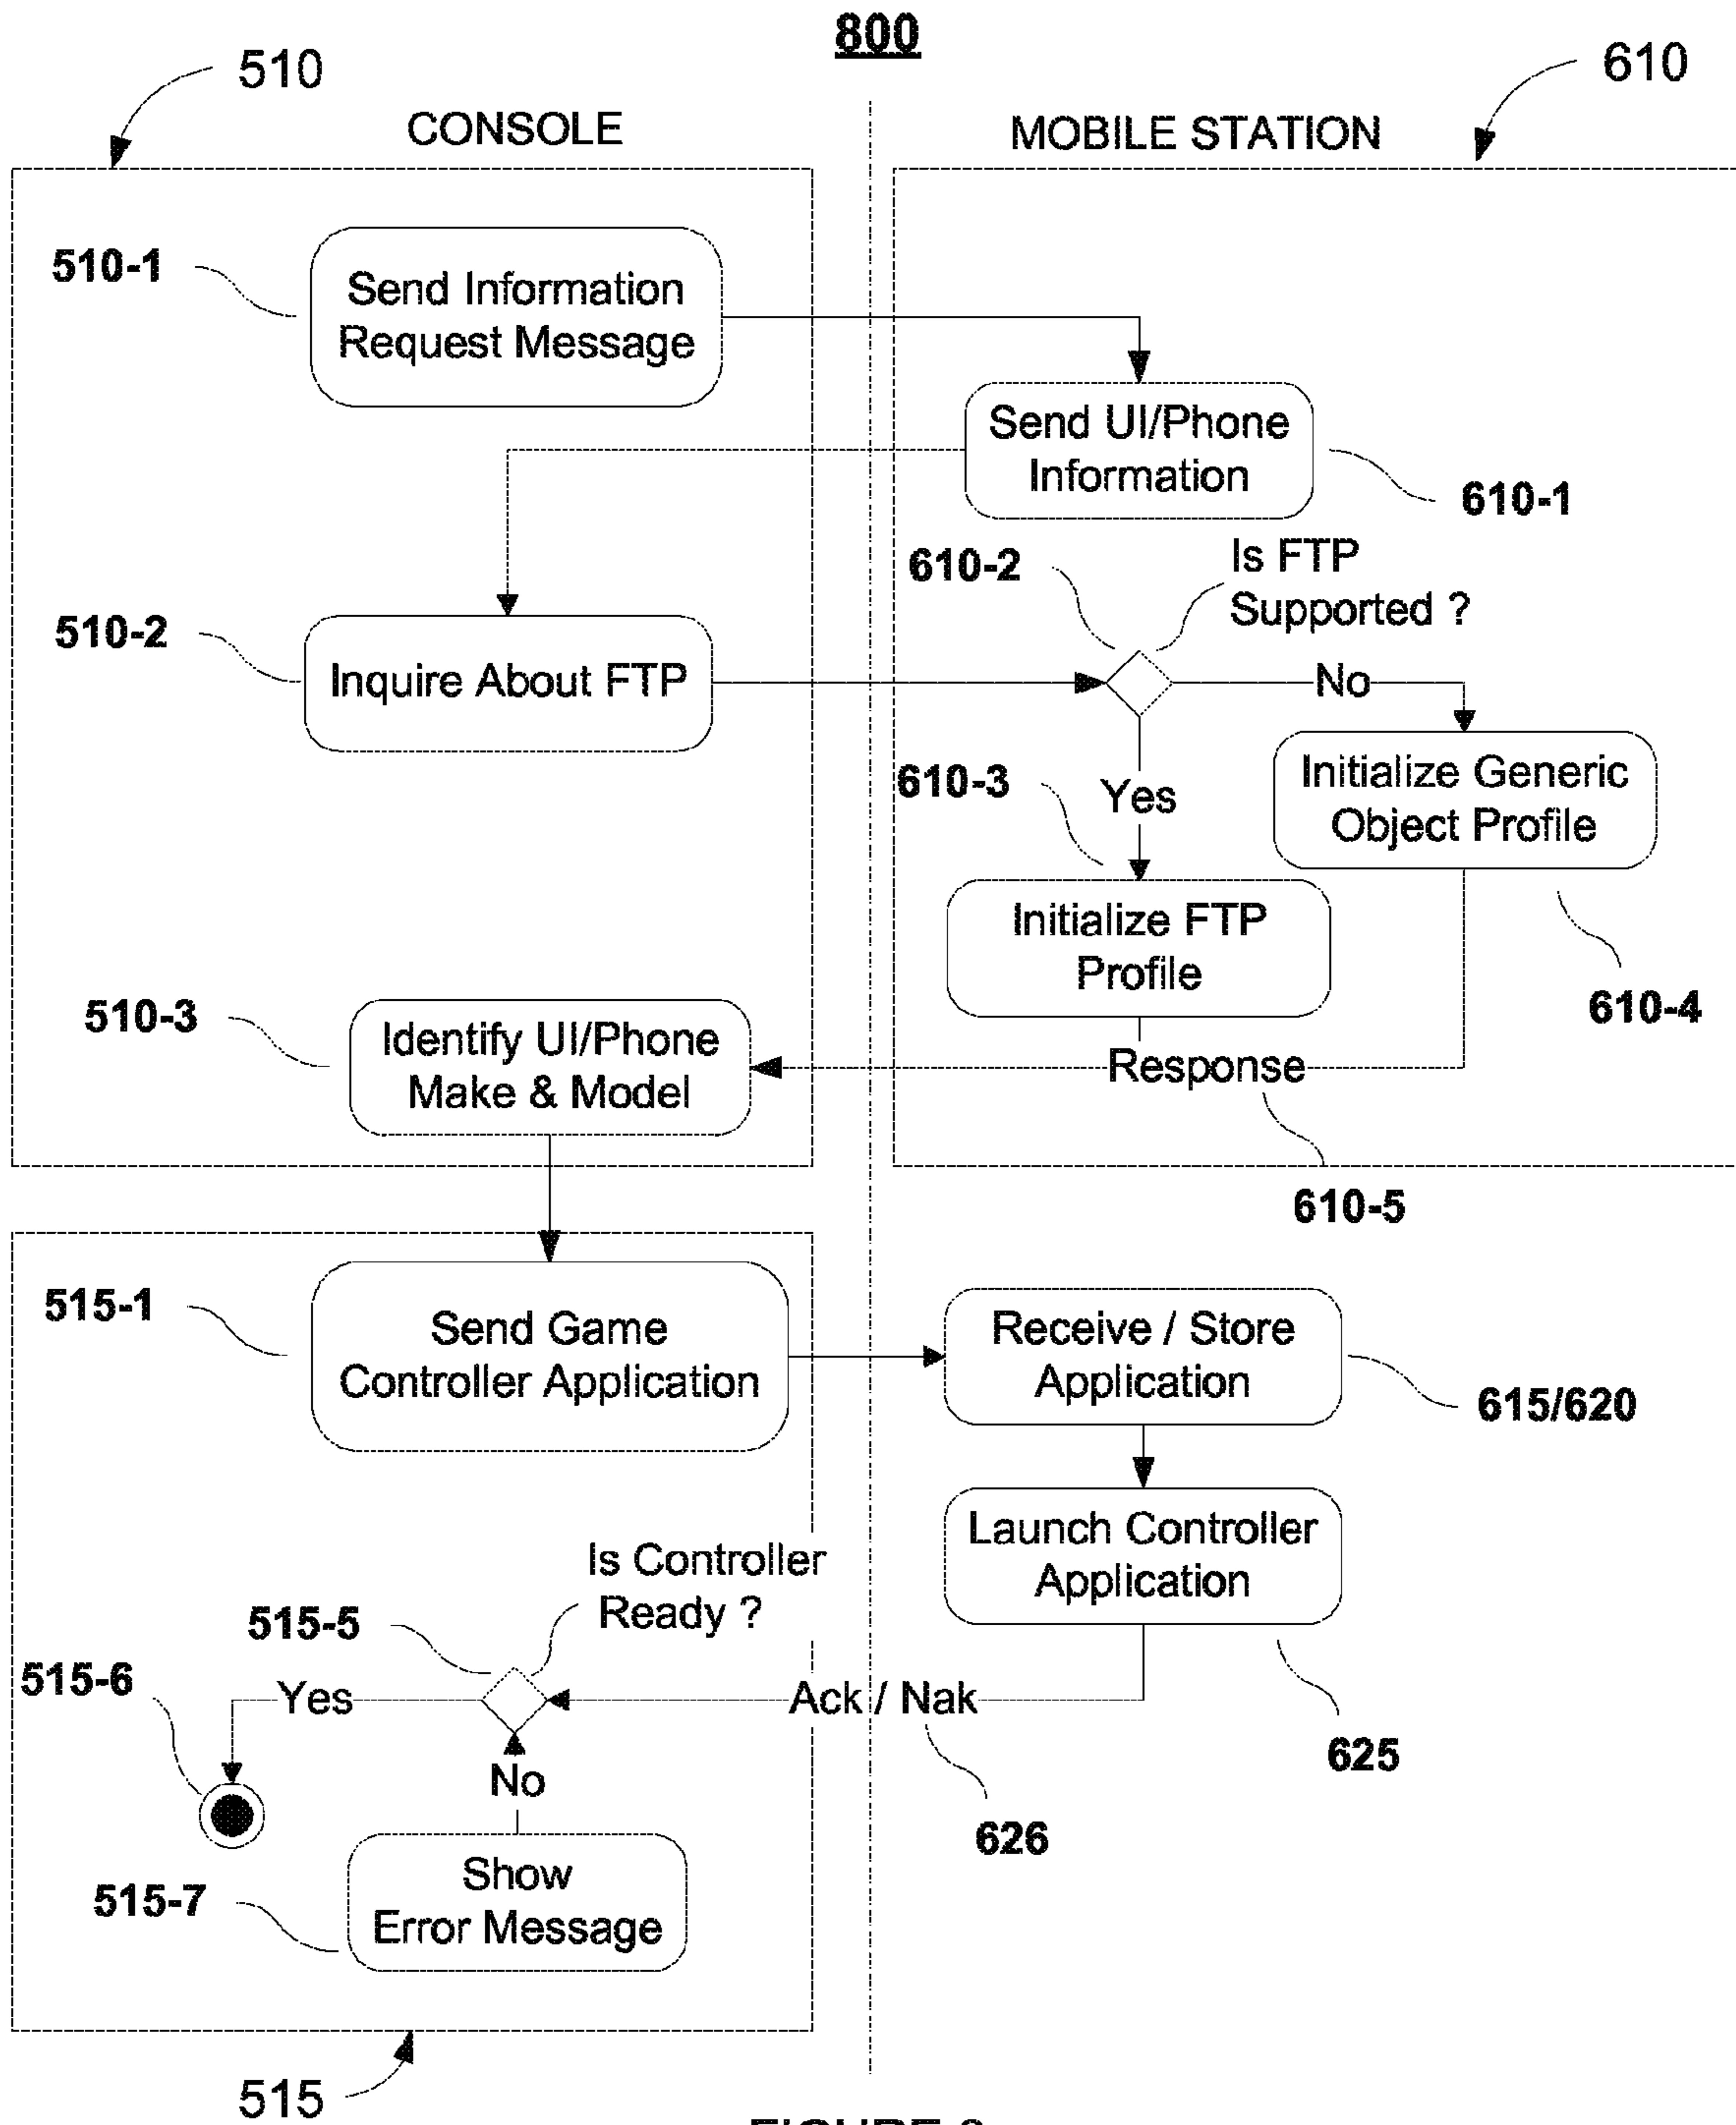 800
510
610
CONSOLE
MOBILE STATION
510-1
Send Information
Request Message
Send UI/Phone
Information
610-1
610-2
Is FTP
Supported ?
510-2
Inquire About FTP
No
610-3
Yes
Initialize Generic
Object Profile
Initialize FTP
Profile
610-4
510-3
Identify UI/Phone
Make & Model
Response
610-5
515-1
Send Game
Controller Application
Receive / Store
Application
615/620
Launch Controller
Application
Is Controller
Ready ?
515-5
515-6
Yes
Ack / Nak
625
No
626
515-7
Show
Error Message
515